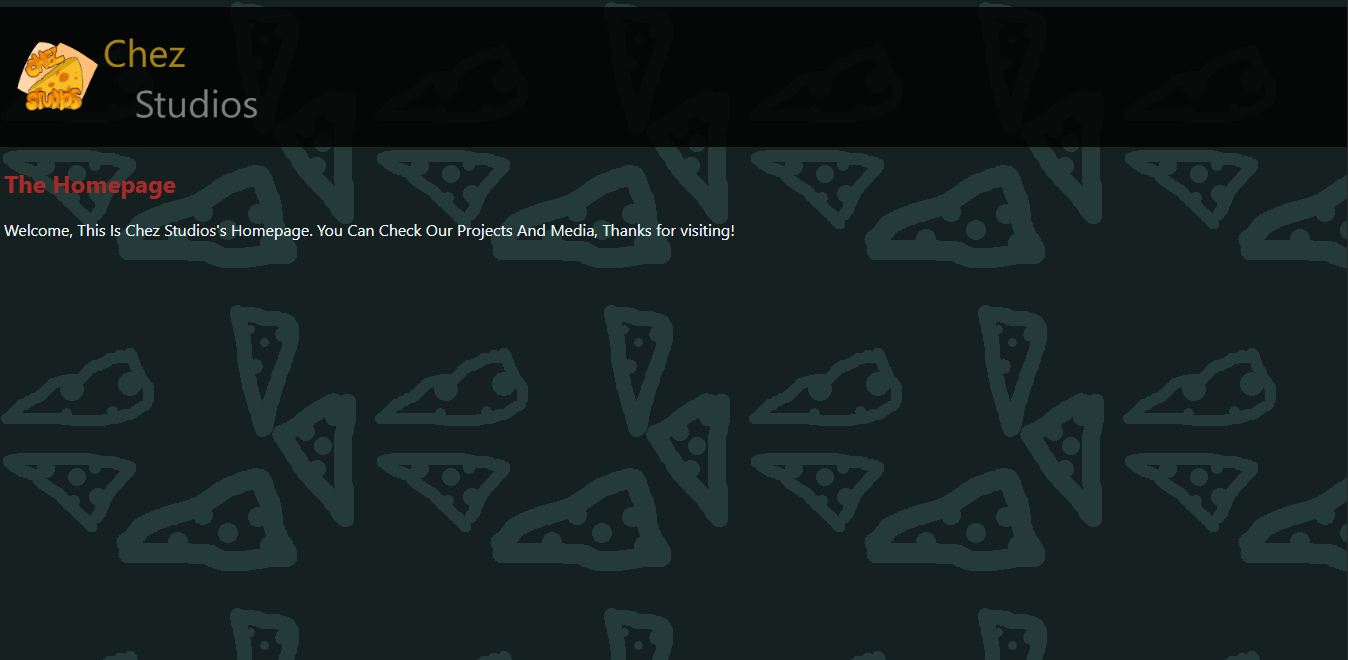 CHEZ
STUDIOS
Chez
Studios
The Homepage
Welcome, This Is Chez Studios's Homepage. You Can Check Our Projects And Media, Thanks for visiting!